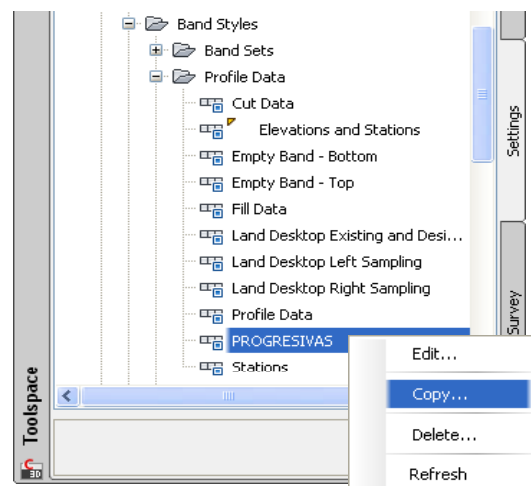 Band Styles
Band Sets
Profile Data
Cut Data
Elevations and Stations
Empty Band - Bottom
Empty Band - Top
Fill Data
Land Desktop Existing and Desi...
Land Desktop Left Sampling
Land Desktop Right Sampling
Profile Data
PROGRESIVAS
Stations
Edit...
Copy...
Delete...
Refresh
Settings
Survey
Toolspace
C
3D